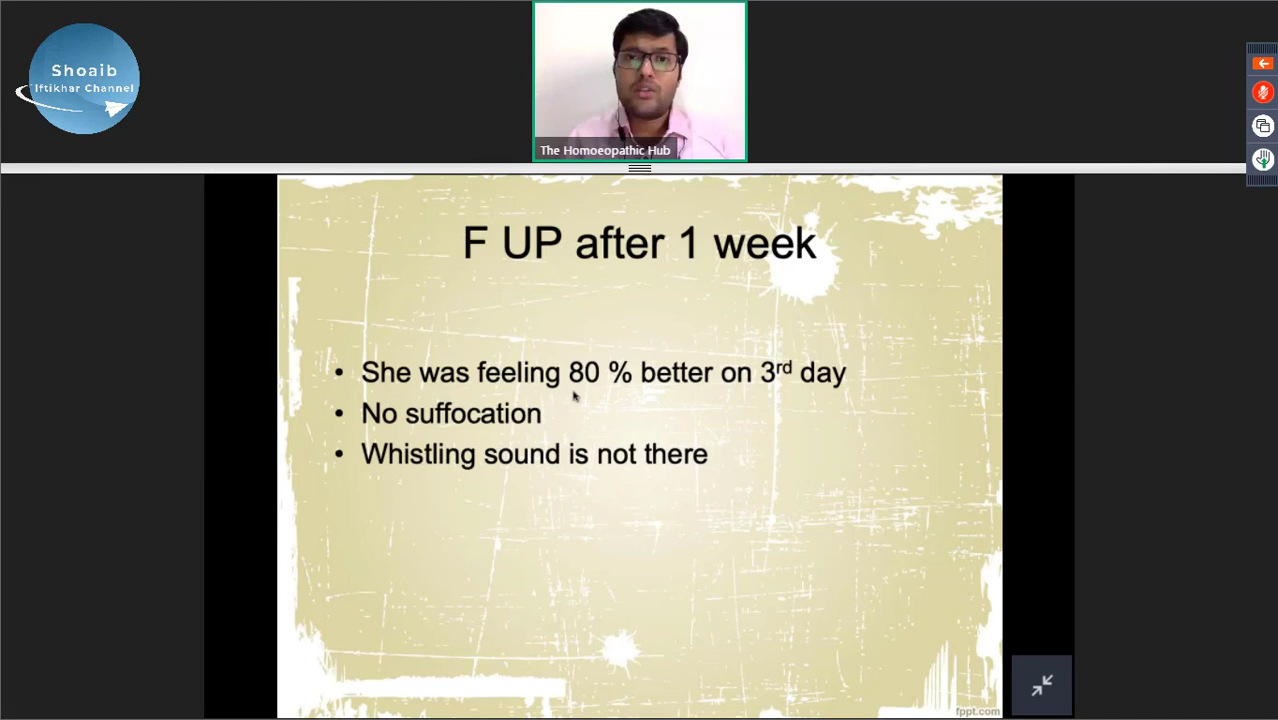 Shoaib
Iftikhar Channel
The Homoeopathic Hub
F UP after 1 week
• She was feeling 80 % better on 3rd day
• No suffocation
• Whistling sound is not there
fppt.com